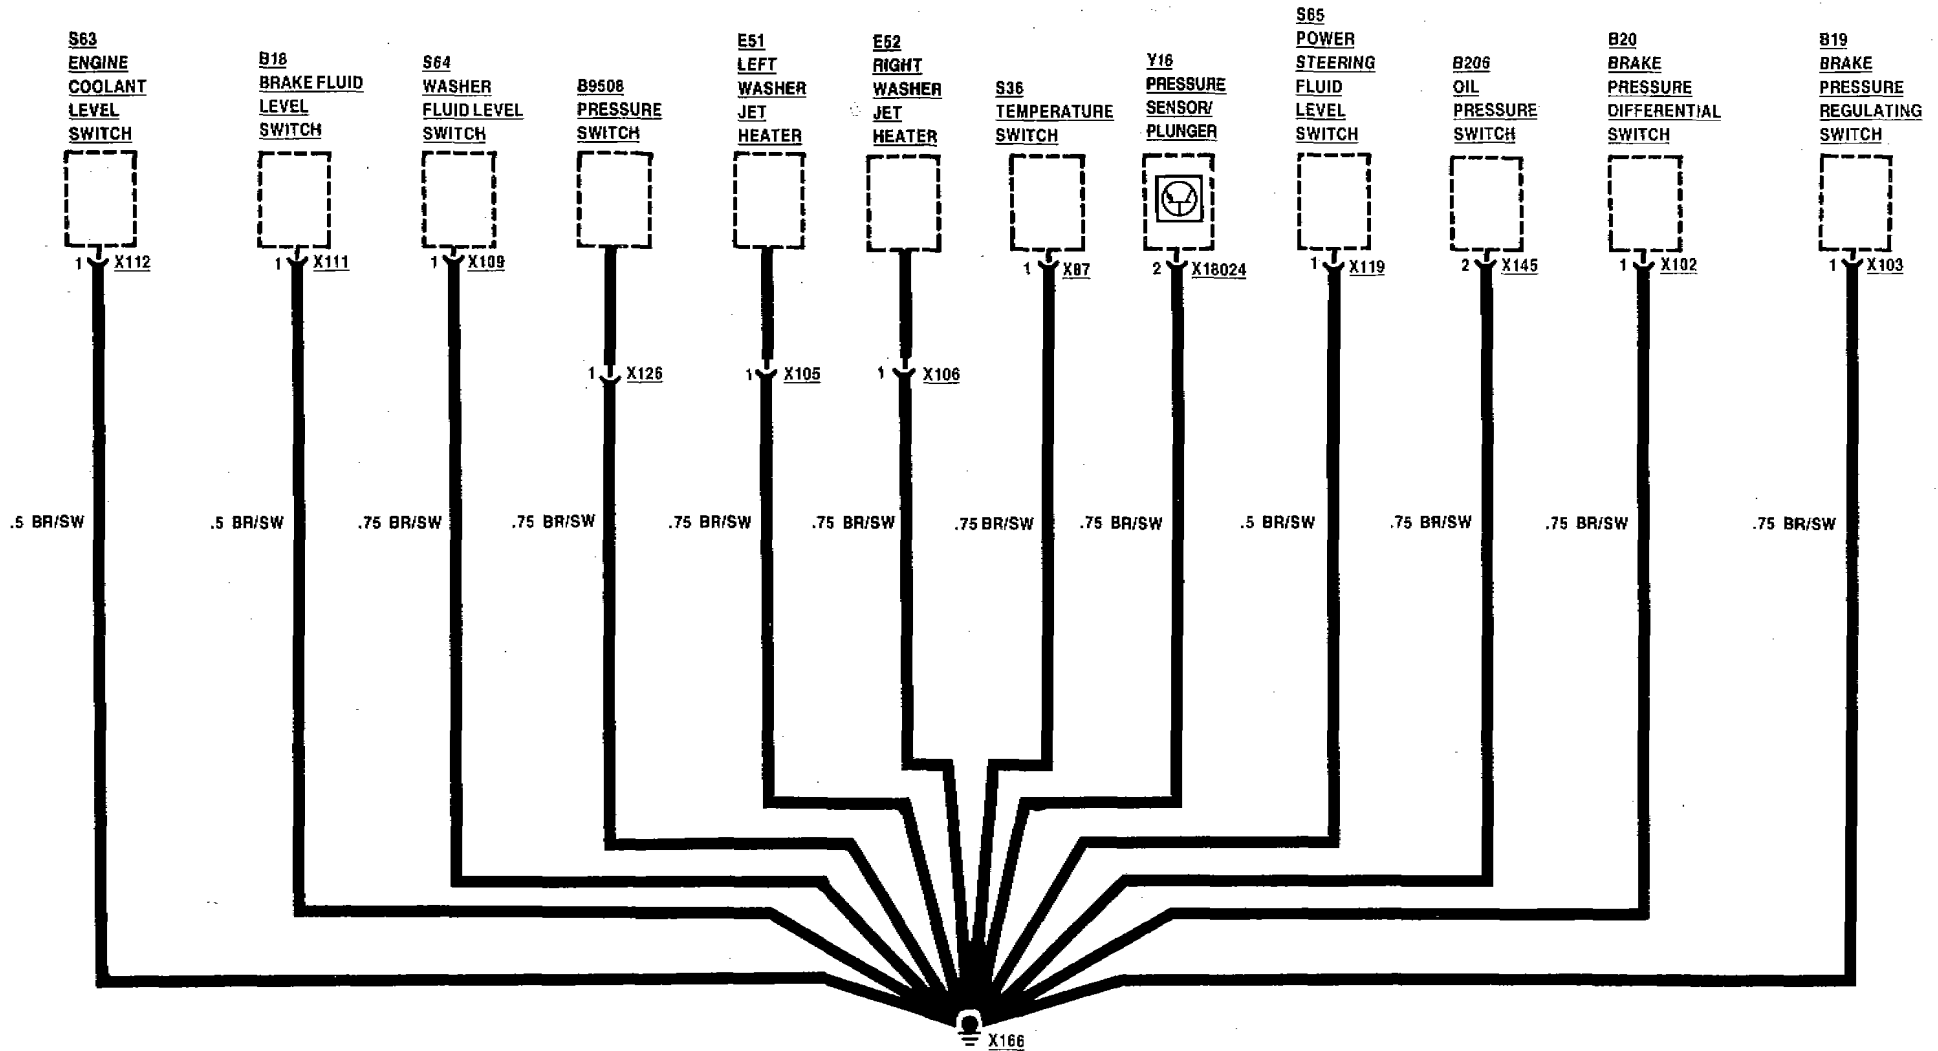 S63
ENGINE
COOLANT
LEVEL
SWITCH
B18
BRAKE FLUID
LEVEL
SWITCH
S64
WASHER
FLUID LEVEL
SWITCH
B9508
PRESSURE
SWITCH
E51
LEFT
WASHER
JET
HEATER
E52
RIGHT
WASHER
JET
HEATER
S36
TEMPERATURE
SWITCH
Y16
PRESSURE
SENSOR/
PLUNGER
S65
POWER
STEERING
FLUID
LEVEL
SWITCH
B206
OIL
PRESSURE
SWITCH
B20
BRAKE
PRESSURE
DIFFERENTIAL
SWITCH
B19
BRAKE
PRESSURE
REGULATING
SWITCH
1 X112
1 X111
1 X109
1 X87
2 X18024
1 X119
2 X145
1 X102
1 X103
1 X126
1 X105
1 X106
.5 BR/SW
.5 BR/SW
.75 BR/SW
.75 BR/SW
.75 BR/SW
.75 BR/SW
.75 BR/SW
.75 BR/SW
.5 BR/SW
.75 BR/SW
.75 BR/SW
.75 BR/SW
X166